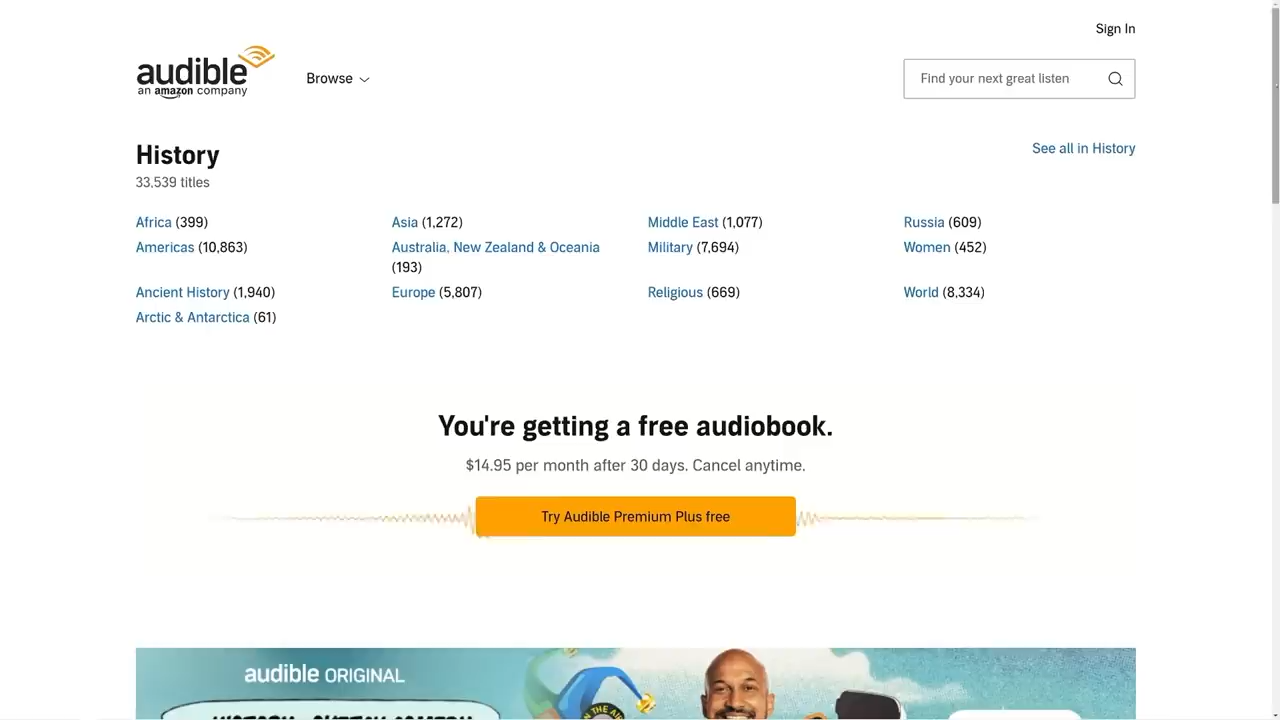 Sign In
audible
an amazon company
Browse
Find your next great listen
History
33,539 titles
See all in History
Africa (399)
Asia (1,272)
Middle East (1,077)
Russia (609)
Americas (10,863)
Australia, New Zealand & Oceania
(193)
Military (7,694)
Women (452)
Ancient History (1,940)
Europe (5,807)
Religious (669)
World (8,334)
Arctic & Antarctica (61)
You're getting a free audiobook.
$14.95 per month after 30 days. Cancel anytime.
Try Audible Premium Plus free
audible ORIGINAL